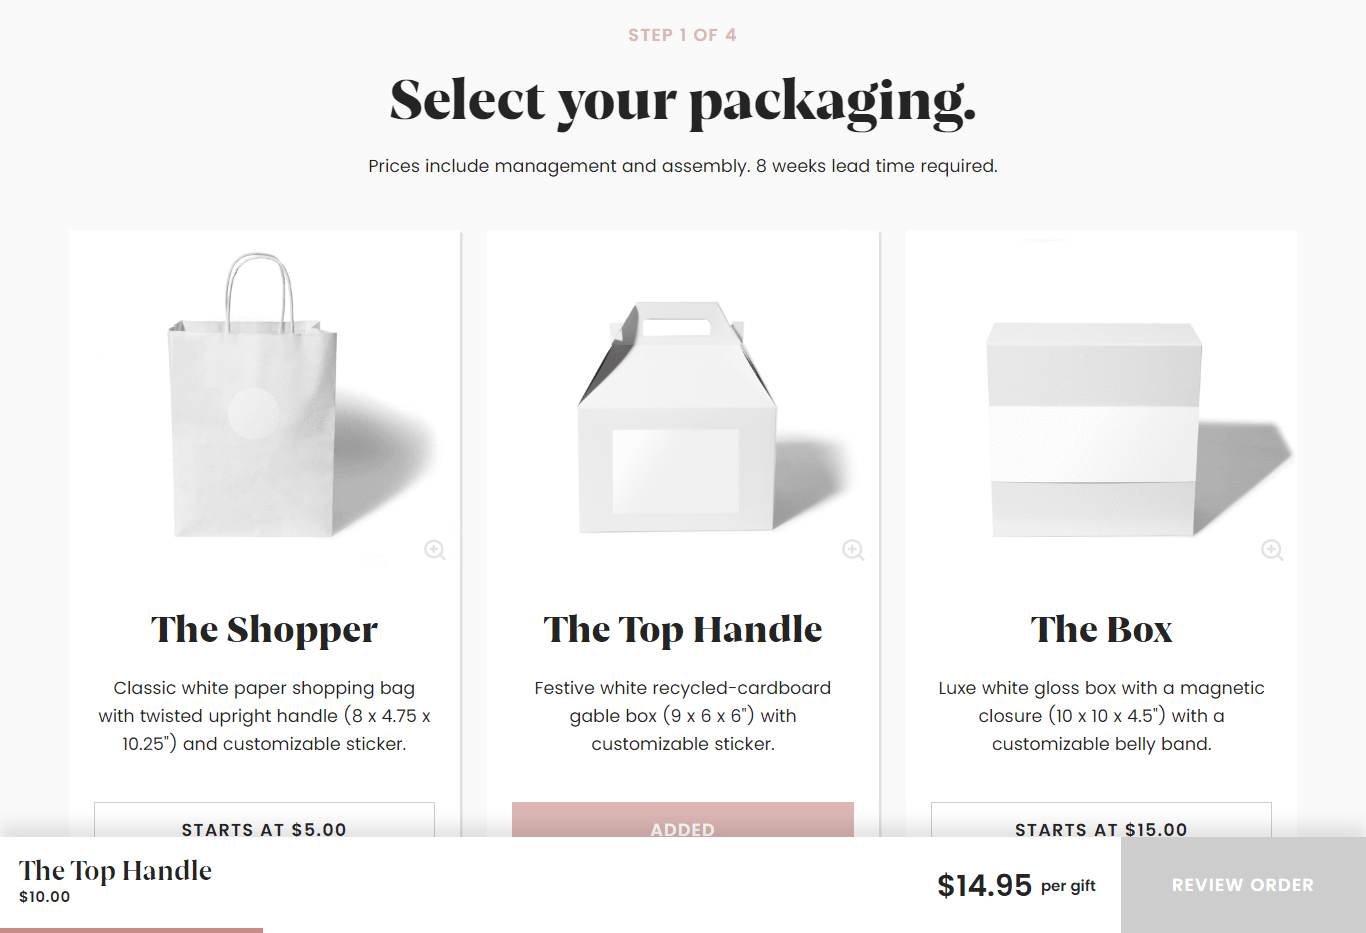 STEP 1 OF 4
Select your packaging.
Prices include management and assembly. 8 weeks lead time required.
The Shopper
Classic white paper shopping bag
with twisted upright handle (8 x 4.75 x
10.25") and customizable sticker.
STARTS AT $5.00
The Top Handle
Festive white recycled-cardboard
gable box (9 x 6 x 6") with
customizable sticker.
ADDED
The Box
Luxe white gloss box with a magnetic
closure (10 x 10 x 4.5") with a
customizable belly band.
STARTS AT $15.00
The Top Handle
$10.00
$14.95 per gift
REVIEW ORDER